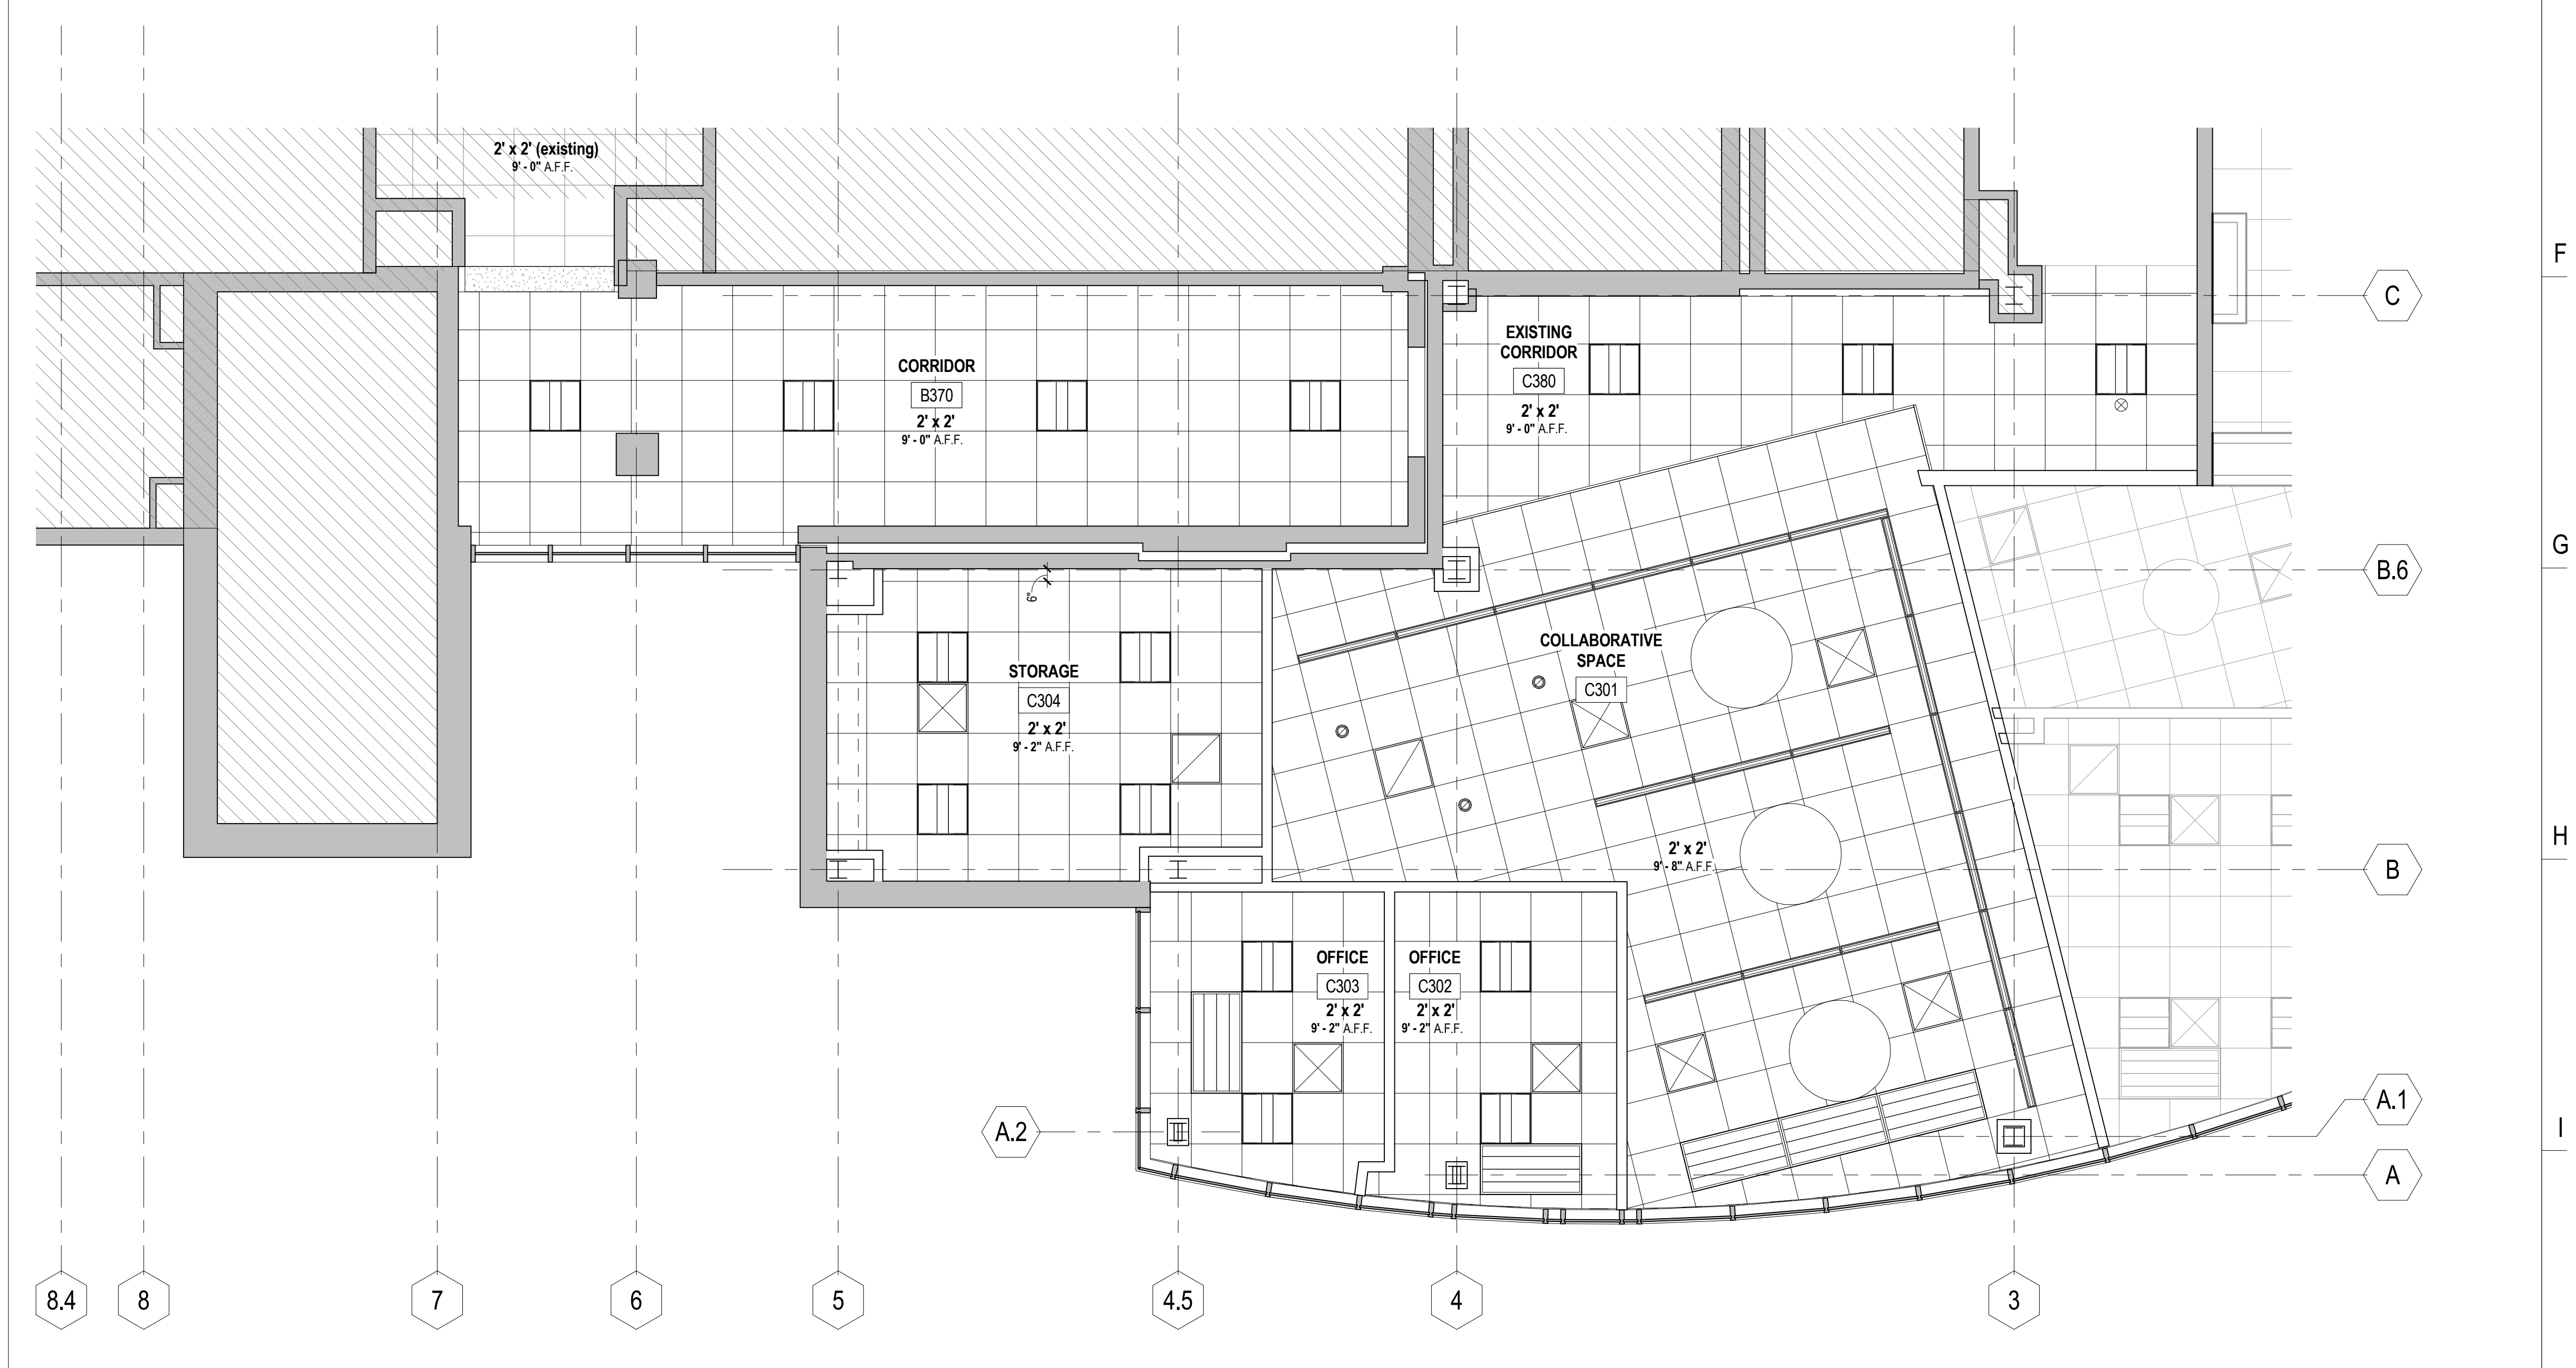 2' x 2' (existing)
9' - 0" A.F.F.
F
C
EXISTING
CORRIDOR
C380
2' x 2'
9' - 0" A.F.F.
CORRIDOR
B370
2' x 2'
9' - 0" A.F.F.
G
B.6
6"
STORAGE
C304
2' x 2'
9' - 2" A.F.F.
COLLABORATIVE
SPACE
C301
2' x 2'
9' - 8" A.F.F.
H
B
OFFICE
C303
2' x 2'
9' - 2" A.F.F.
OFFICE
C302
2' x 2'
9' - 2" A.F.F.
A.1
A.2
I
A
8.4
8
7
6
5
4.5
4
3